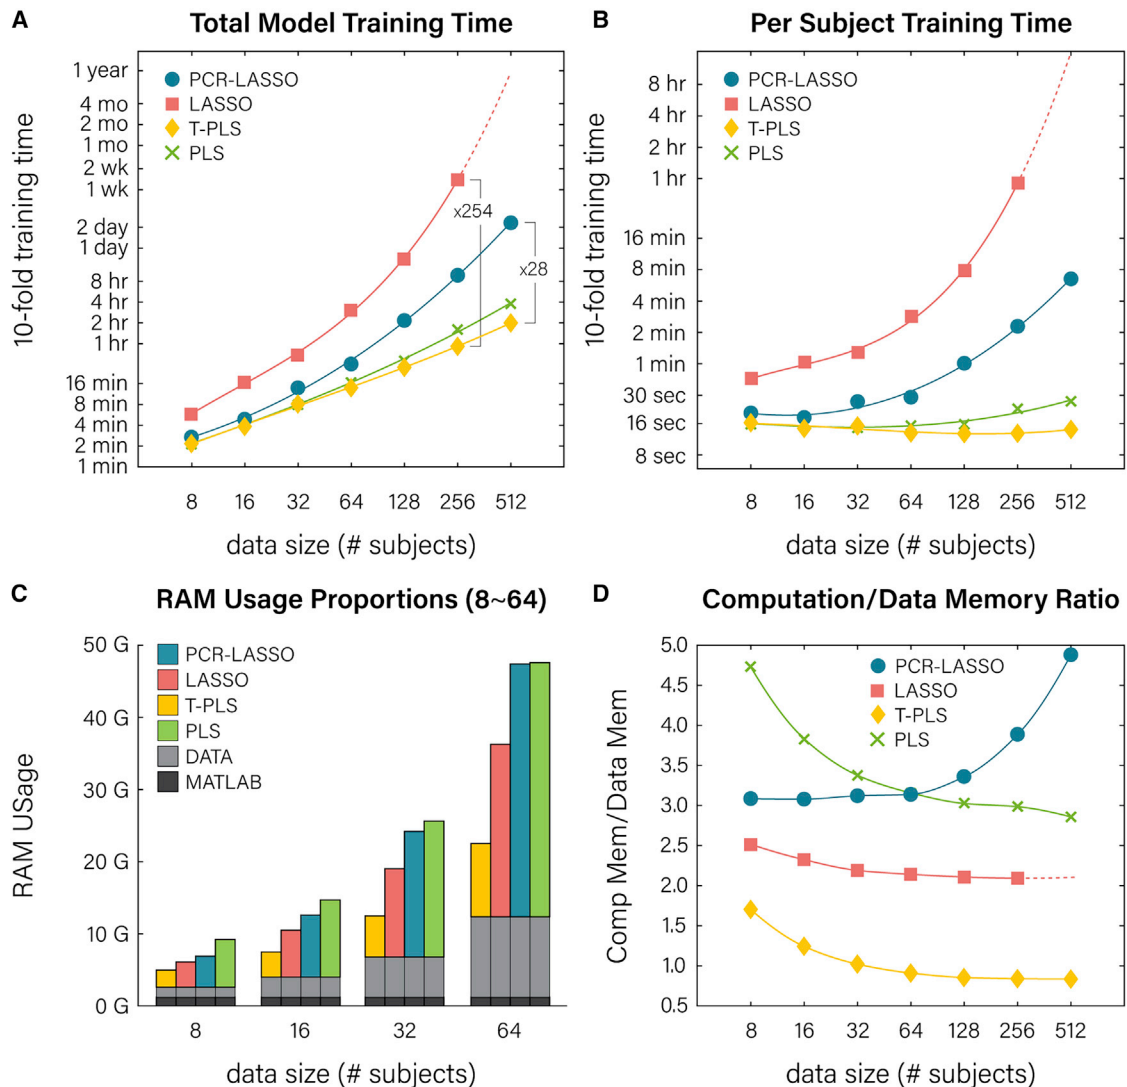 A
Total Model Training Time
10-fold training time
1 year
4 mo
2 mo
1 mo
2 wk
1 wk
2 day
1 day
8 hr
4 hr
2 hr
1 hr
16 min
8 min
4 min
2 min
1 min
PCR-LASSO
LASSO
T-PLS
PLS
x254
x28
8 16 32 64 128 256 512
data size (# subjects)
B
Per Subject Training Time
10-fold training time
8 hr
4 hr
2 hr
1 hr
16 min
8 min
4 min
2 min
1 min
30 sec
16 sec
8 sec
PCR-LASSO
LASSO
T-PLS
PLS
8 16 32 64 128 256 512
data size (# subjects)
C
RAM Usage Proportions (8~64)
RAM USage
50 G
40 G
30 G
20 G
10 G
0 G
PCR-LASSO
LASSO
T-PLS
PLS
DATA
MATLAB
8 16 32 64
data size (# subjects)
D
Computation/Data Memory Ratio
Comp Mem/Data Mem
5.0
4.5
4.0
3.5
3.0
2.5
2.0
1.5
1.0
0.5
PCR-LASSO
LASSO
T-PLS
PLS
8 16 32 64 128 256 512
data size (# subjects)